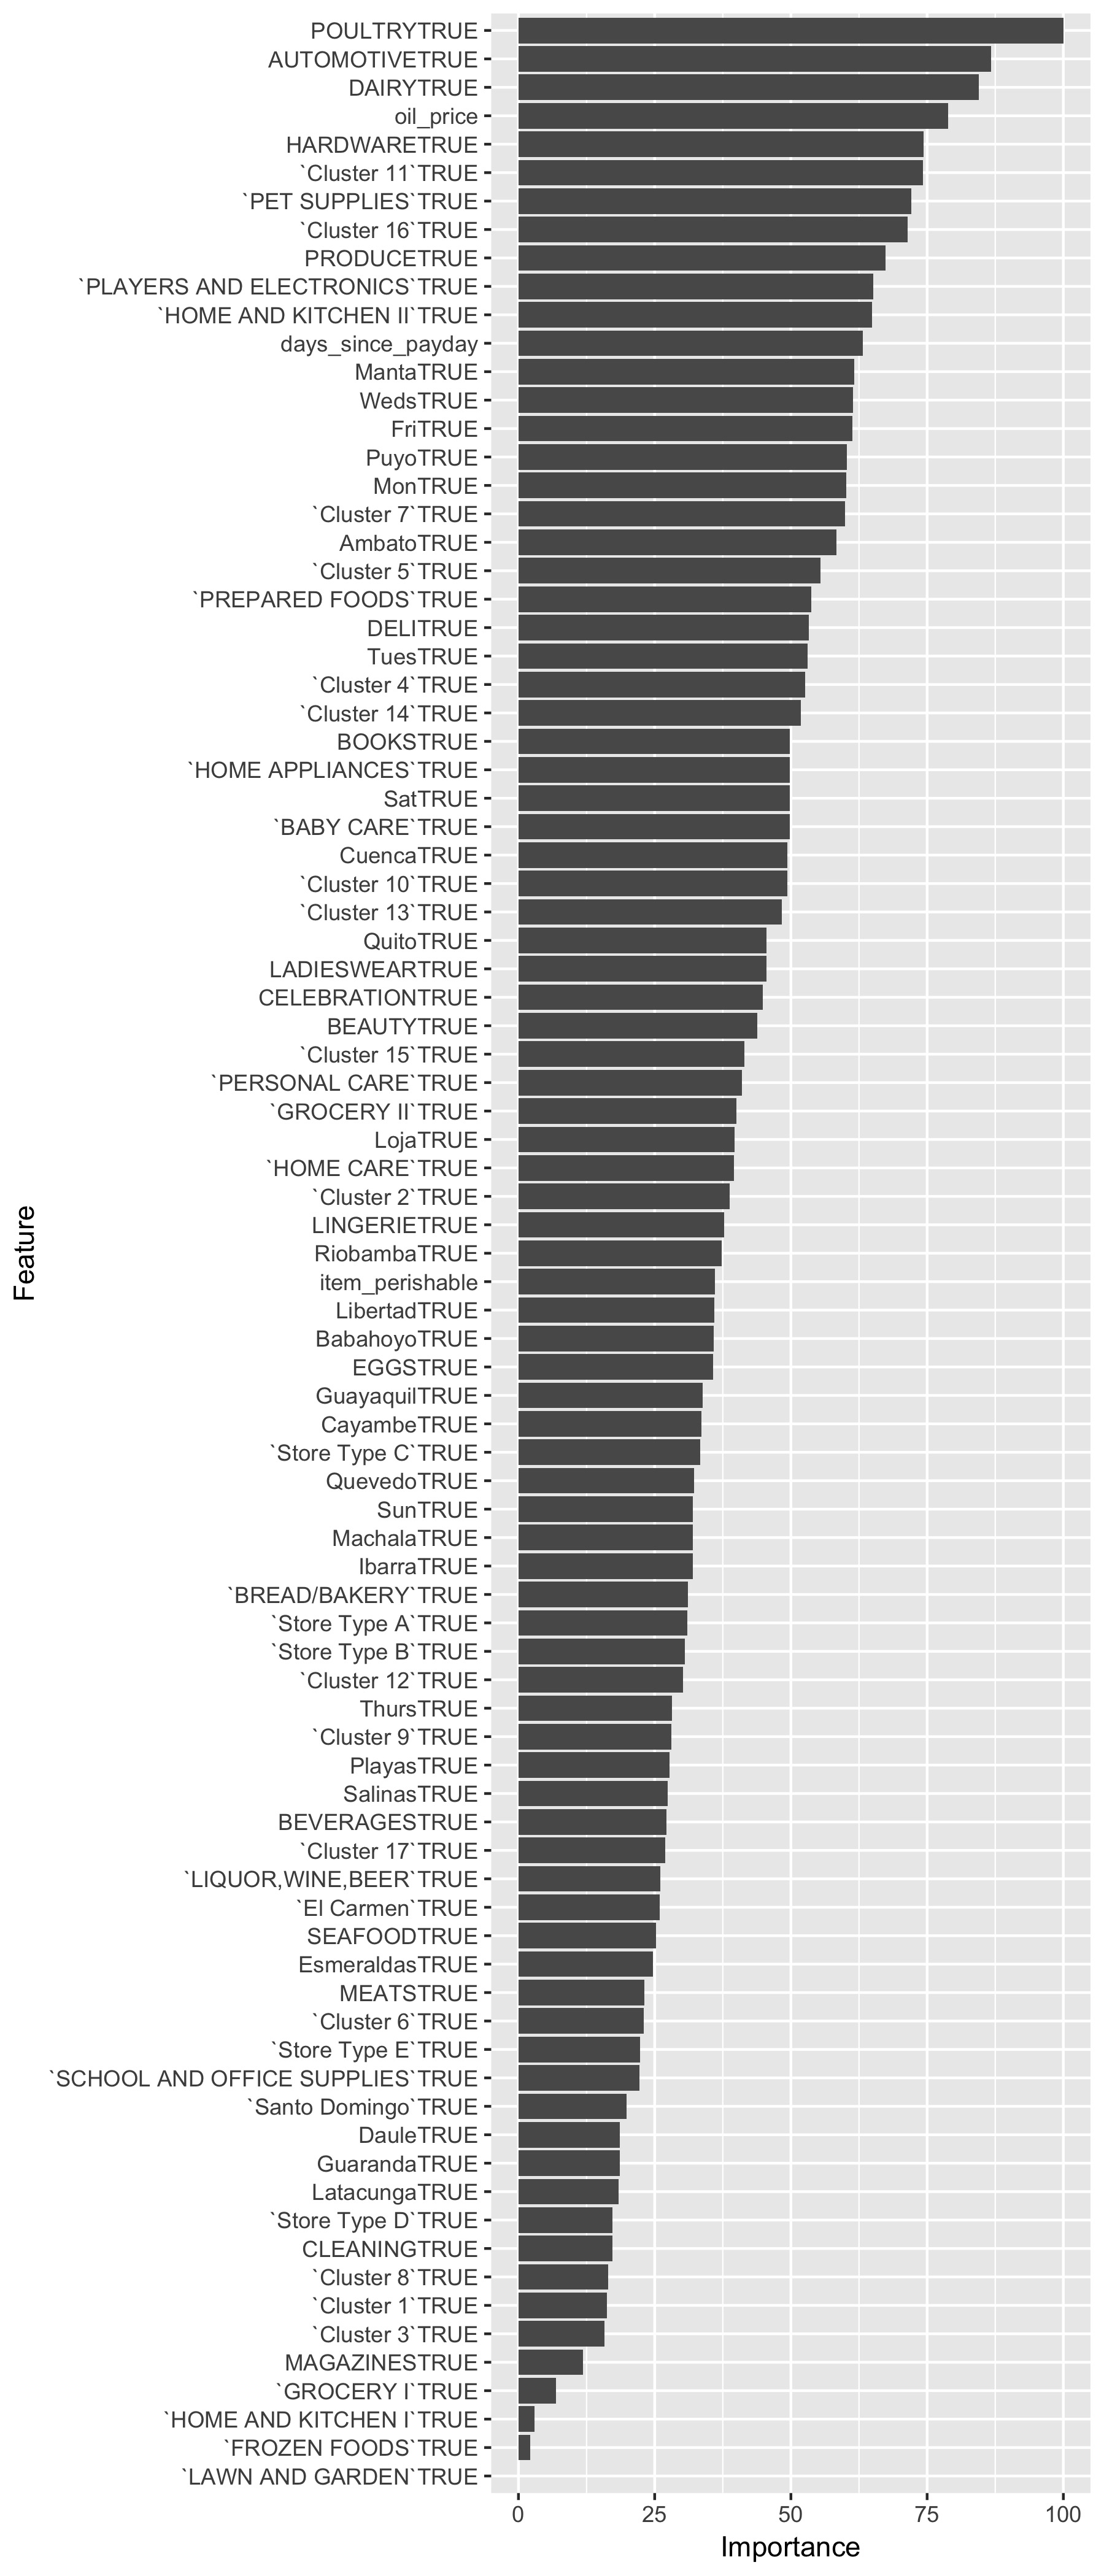 POULTRYTRUE
AUTOMOTIVETRUE
DAIRYTRUE
oil_price
HARDWARETRUE
`Cluster 11`TRUE
`PET SUPPLIES`TRUE
`Cluster 16`TRUE
PRODUCETRUE
`PLAYERS AND ELECTRONICS`TRUE
`HOME AND KITCHEN II`TRUE
days_since_payday
MantaTRUE
WedsTRUE
FriTRUE
PuyoTRUE
MonTRUE
`Cluster 7`TRUE
AmbatoTRUE
`Cluster 5`TRUE
`PREPARED FOODS`TRUE
DELITRUE
TuesTRUE
`Cluster 4`TRUE
`Cluster 14`TRUE
BOOKSTRUE
`HOME APPLIANCES`TRUE
SatTRUE
`BABY CARE`TRUE
CuencaTRUE
`Cluster 10`TRUE
`Cluster 13`TRUE
QuitoTRUE
LADIESWEARTRUE
CELEBRATIONTRUE
BEAUTYTRUE
`Cluster 15`TRUE
`PERSONAL CARE`TRUE
`GROCERY II`TRUE
LojaTRUE
`HOME CARE`TRUE
`Cluster 2`TRUE
LINGERIETRUE
RiobambaTRUE
item_perishable
LibertadTRUE
BabahoyoTRUE
EGGSTRUE
GuayaquilTRUE
CayambeTRUE
`Store Type C`TRUE
QuevedoTRUE
SunTRUE
MachalaTRUE
IbarraTRUE
`BREAD/BAKERY`TRUE
`Store Type A`TRUE
`Store Type B`TRUE
`Cluster 12`TRUE
ThursTRUE
`Cluster 9`TRUE
PlayasTRUE
SalinasTRUE
BEVERAGESTRUE
`Cluster 17`TRUE
`LIQUOR,WINE,BEER`TRUE
`El Carmen`TRUE
SEAFOODTRUE
EsmeraldasTRUE
MEATSTRUE
`Cluster 6`TRUE
`Store Type E`TRUE
`SCHOOL AND OFFICE SUPPLIES`TRUE
`Santo Domingo`TRUE
DauleTRUE
GuarandaTRUE
LatacungaTRUE
`Store Type D`TRUE
CLEANINGTRUE
`Cluster 8`TRUE
`Cluster 1`TRUE
`Cluster 3`TRUE
MAGAZINESTRUE
`GROCERY I`TRUE
`HOME AND KITCHEN I`TRUE
`FROZEN FOODS`TRUE
`LAWN AND GARDEN`TRUE
Feature
0 25 50 75 100
Importance